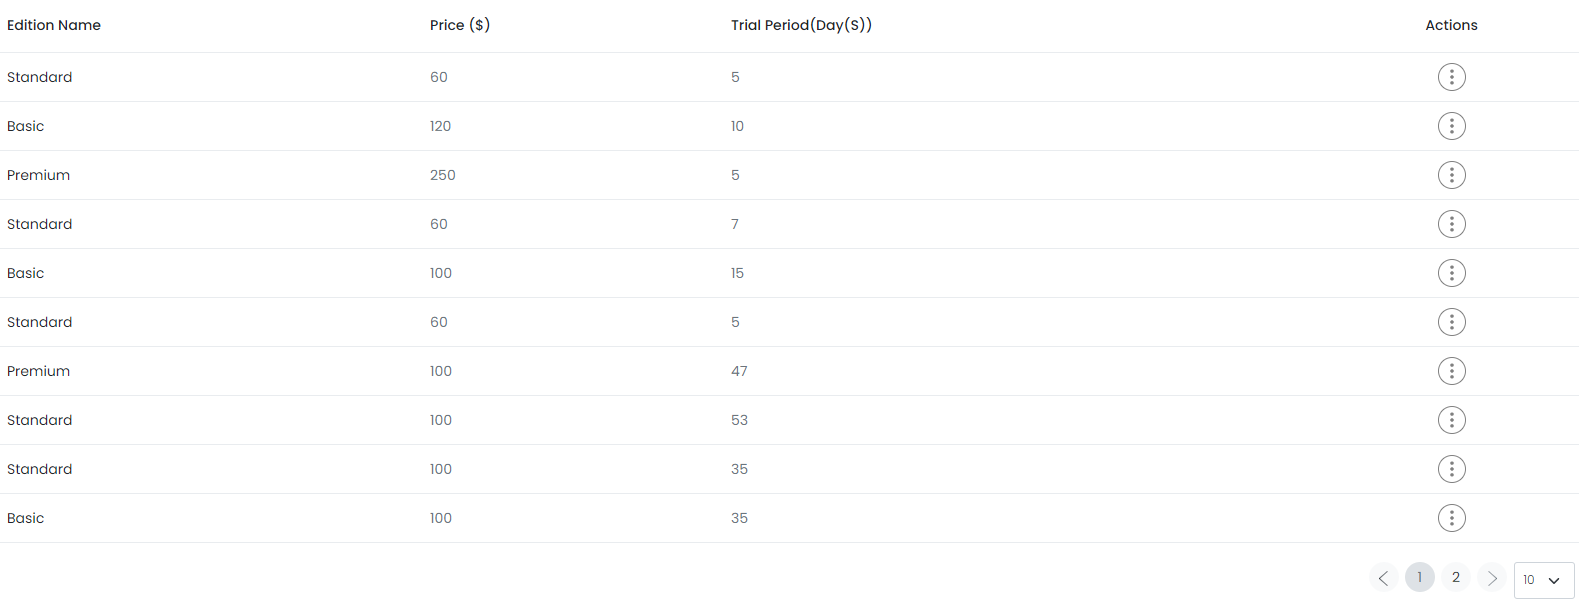 Edition Name Price ($) Trial Period(Day(S)) Actions
Standard 60 5
Basic 120 10
Premium 250 5
Standard 60 7
Basic 100 15
Standard 60 5
Premium 100 47
Standard 100 53
Standard 100 35
Basic 100 35
1 2 10